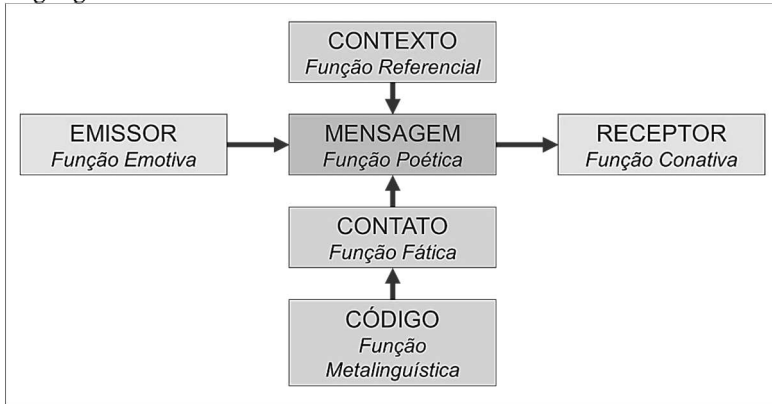 CONTEXTO
Função Referencial
EMISSOR
Função Emotiva
MENSAGEM
Função Poética
RECEPTOR
Função Conativa
CONTATO
Função Fática
CÓDIGO
Função
Metalinguística